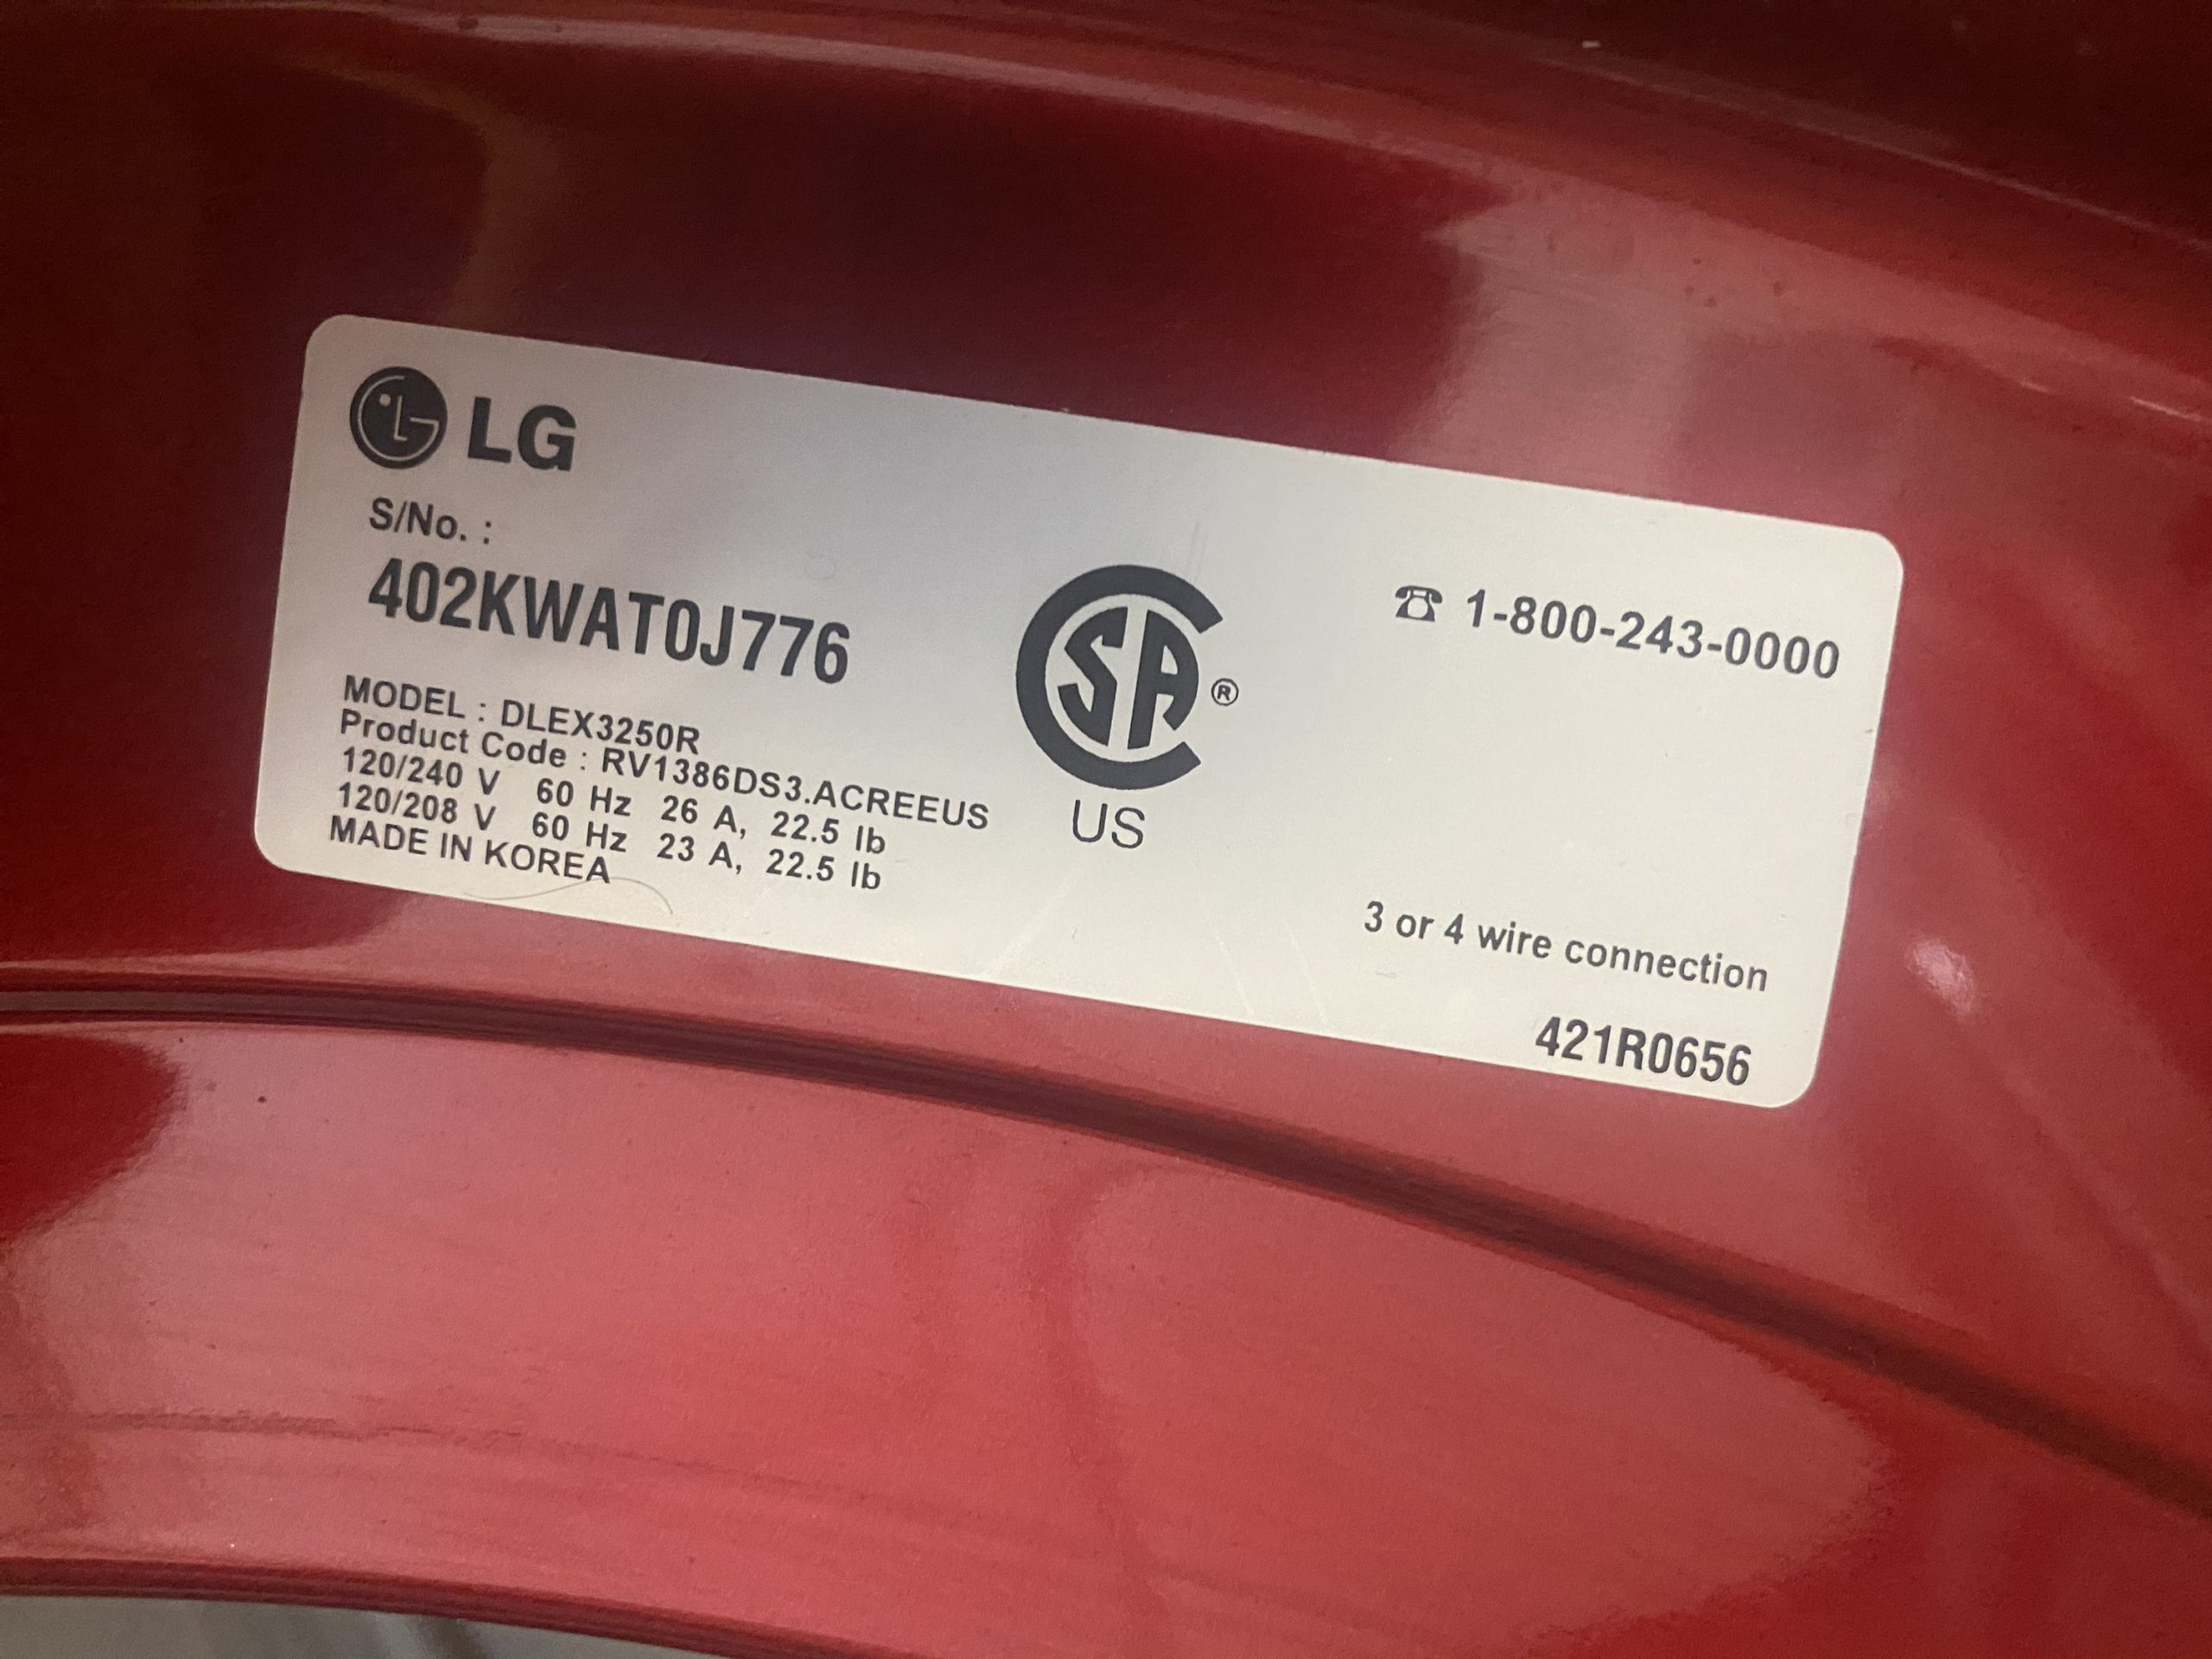 LG
S/No. :
402KWAT0J776
MODEL : DLEX3250R
Product Code : RV1386DS3.ACREEUS
120/240 V 60 Hz 26 A, 22.5 lb
120/208 V 60 Hz 23 A, 22.5 lb
MADE IN KOREA
CSA®
US
☎ 1-800-243-0000
3 or 4 wire connection
421R0656